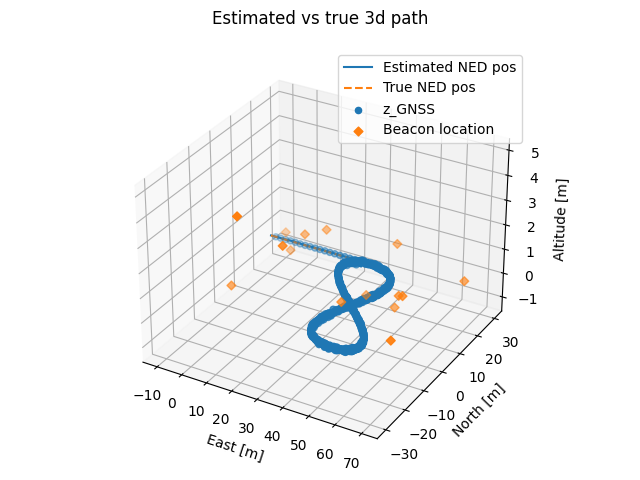 Estimated vs true 3d path
Estimated NED pos
True NED pos
z_GNSS
Beacon location
5
4
3
2
1
0
−1
Altitude [m]
30
20
10
0
−10
−20
−30
North [m]
−10
0
10
20
30
40
50
60
70
East [m]